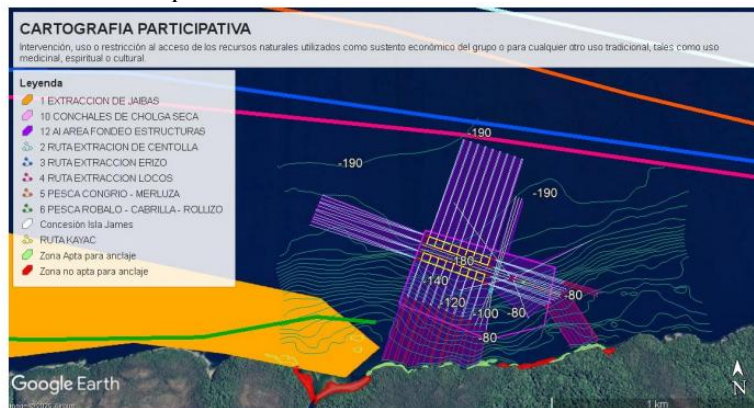 CARTOGRAFIA PARTICIPATIVA
Intervención, uso o restricción al acceso de los recursos naturales utilizados como sustento económico del grupo o para cualquier otro uso tradicional, tales como uso
medicinal, espiritual o cultural.
Leyenda
1 EXTRACCION DE JAIBAS
10 CONCHALES DE CHOLGA SECA
12 AI AREA FONDEO ESTRUCTURAS
2 RUTA EXTRACION DE CENTOLLA
3 RUTA EXTRACCION ERIZO
4 RUTA EXTRACCION LOCOS
5 PESCA CONGRIO - MERLUZA
6 PESCA ROBALO - CABRILLA - ROLLIZO
Concesión Isla James
RUTA KAYAC
Zona Apta para anclaje
Zona no apta para anclaje
-190
-190
-190
-180
-140
-120
-100
-80
-80
-80
Google Earth
N
1 km